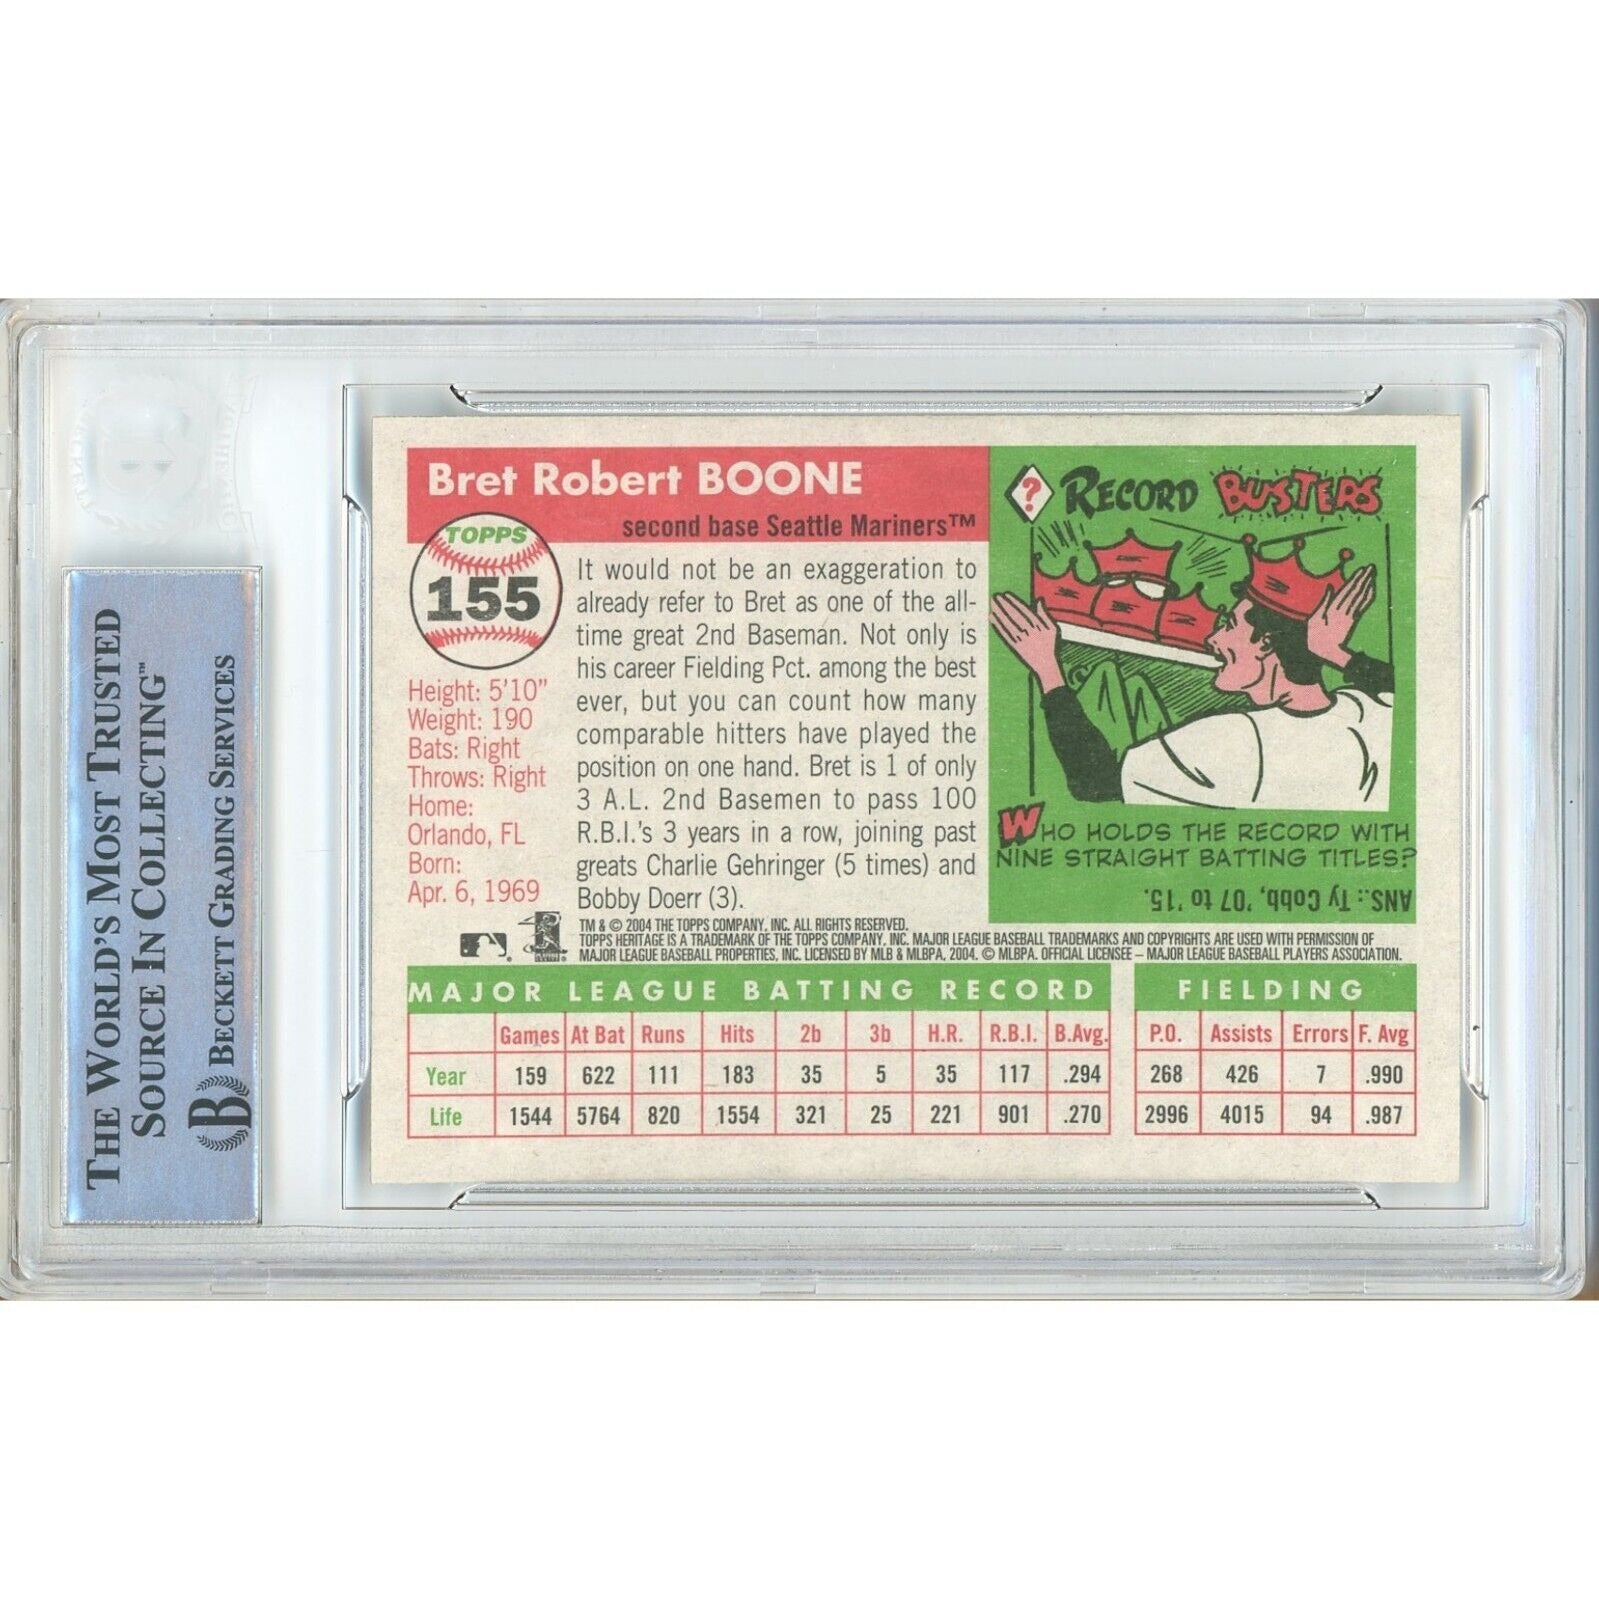 THE WORLD'S MOST TRUSTED
SOURCE IN COLLECTING™
BECKETT GRADING SERVICES
B
Bret Robert BOONE
second base Seattle Mariners™
TOPPS
155
Height: 5'10"
Weight: 190
Bats: Right
Throws: Right
Home:
Orlando, FL
Born:
Apr. 6, 1969
It would not be an exaggeration to
already refer to Bret as one of the all-
time great 2nd Baseman. Not only is
his career Fielding Pct. among the best
ever, but you can count how many
comparable hitters have played the
position on one hand. Bret is 1 of only
3 A.L. 2nd Basemen to pass 100
R.B.I.'s 3 years in a row, joining past
greats Charlie Gehringer (5 times) and
Bobby Doerr (3).
? RECORD BUSTERS
WHO HOLDS THE RECORD WITH
NINE STRAIGHT BATTING TITLES?
ANS.: Ty Cobb, '07 to '15.
TM & © 2004 THE TOPPS COMPANY, INC. ALL RIGHTS RESERVED.
TOPPS HERITAGE IS A TRADEMARK OF THE TOPPS COMPANY, INC. MAJOR LEAGUE BASEBALL TRADEMARKS AND COPYRIGHTS ARE USED WITH PERMISSION OF
MAJOR LEAGUE BASEBALL PROPERTIES, INC. LICENSED BY MLB & MLBPA, 2004. © MLBPA. OFFICIAL LICENSEE – MAJOR LEAGUE BASEBALL PLAYERS ASSOCIATION.
MAJOR LEAGUE BATTING RECORD FIELDING
Games At Bat Runs Hits 2b 3b H.R. R.B.I. B.Avg. P.O. Assists Errors F. Avg
Year 159 622 111 183 35 5 35 117 .294 268 426 7 .990
Life 1544 5764 820 1554 321 25 221 901 .270 2996 4015 94 .987